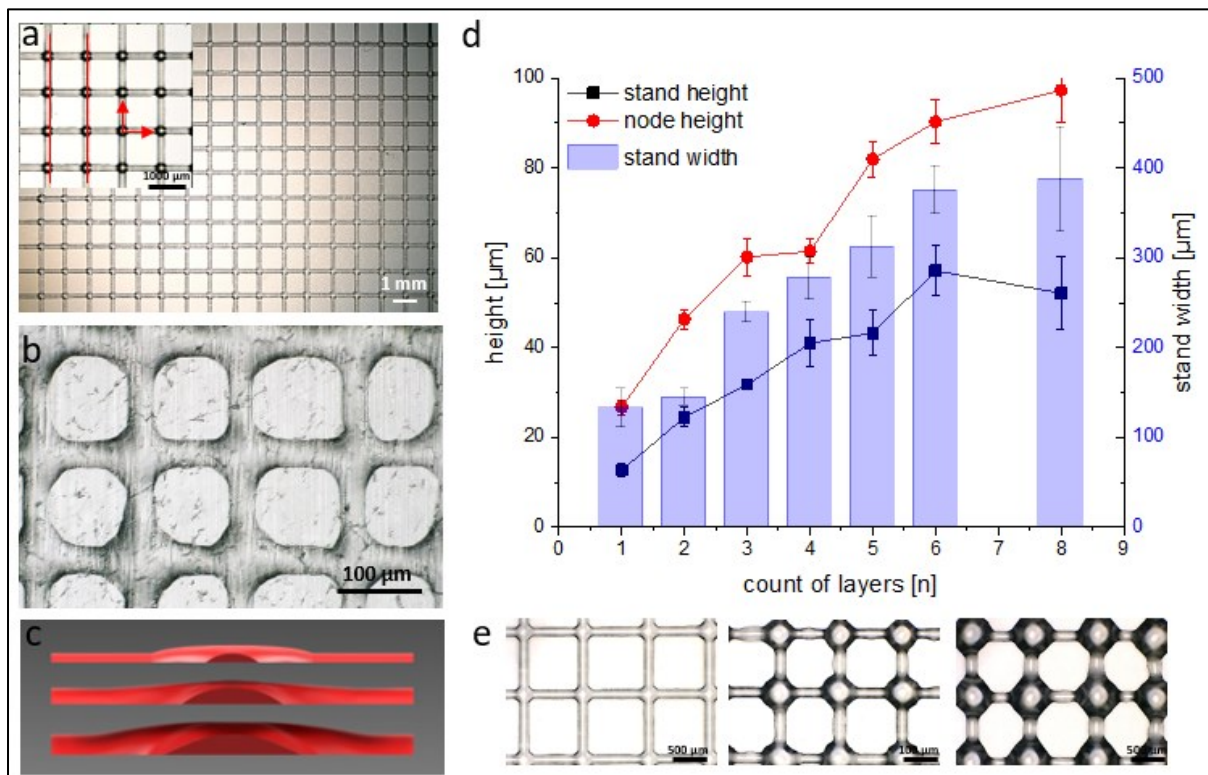 a
1000 µm
1 mm
b
100 µm
c
d
stand height
node height
stand width
100
80
60
40
20
0
height [µm]
500
400
300
200
100
0
stand width [µm]
0 1 2 3 4 5 6 7 8 9
count of layers [n]
e
500 µm
100 µm
500 µm